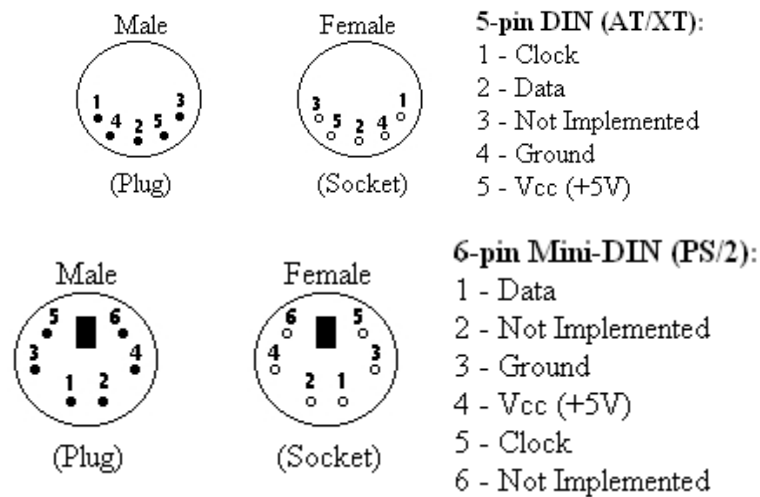 Male
Female
5-pin DIN (AT/XT):
1 - Clock
2 - Data
3 - Not Implemented
4 - Ground
5 - Vcc (+5V)
1 4 2 5 3
3 5 2 4 1
(Plug)
(Socket)
Male
Female
6-pin Mini-DIN (PS/2):
1 - Data
2 - Not Implemented
3 - Ground
4 - Vcc (+5V)
5 - Clock
6 - Not Implemented
5 6
3 4
1 2
6 5
4 3
2 1
(Plug)
(Socket)